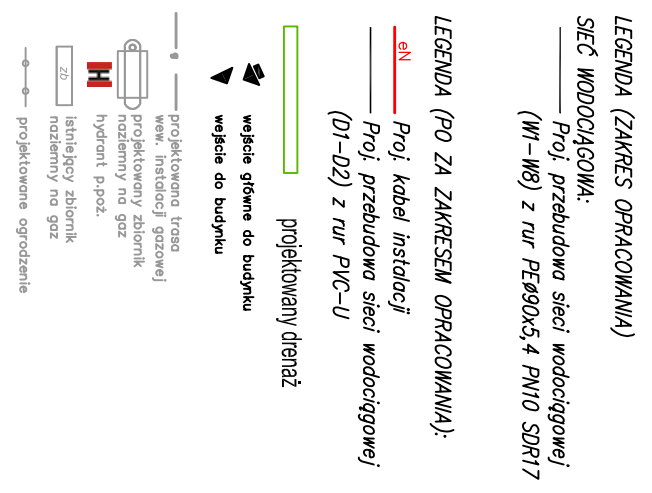 LEGENDA (ZAKRES OPRACOWANIA)
SIEĆ WODOCIĄGOWA:
Proj. przebudowa sieci wodociągowej
(W1-W8) z rur PEø90x5,4 PN10 SDR17
LEGENDA (PO ZA ZAKRESEM OPRACOWANIA):
eN
Proj. kabel instalacji
Proj. przebudowa sieci wodociągowej
(D1-D2) z rur PVC-U
projektowany drenaż
wejście główne do budynku
wejście do budynku
projektowana trasa
wew. instalacji gazowej
projektowany zbiornik
naziemny na gaz
H
hydrant p.poż.
zb
istniejący zbiornik
naziemny na gaz
projektowane ogrodzenie